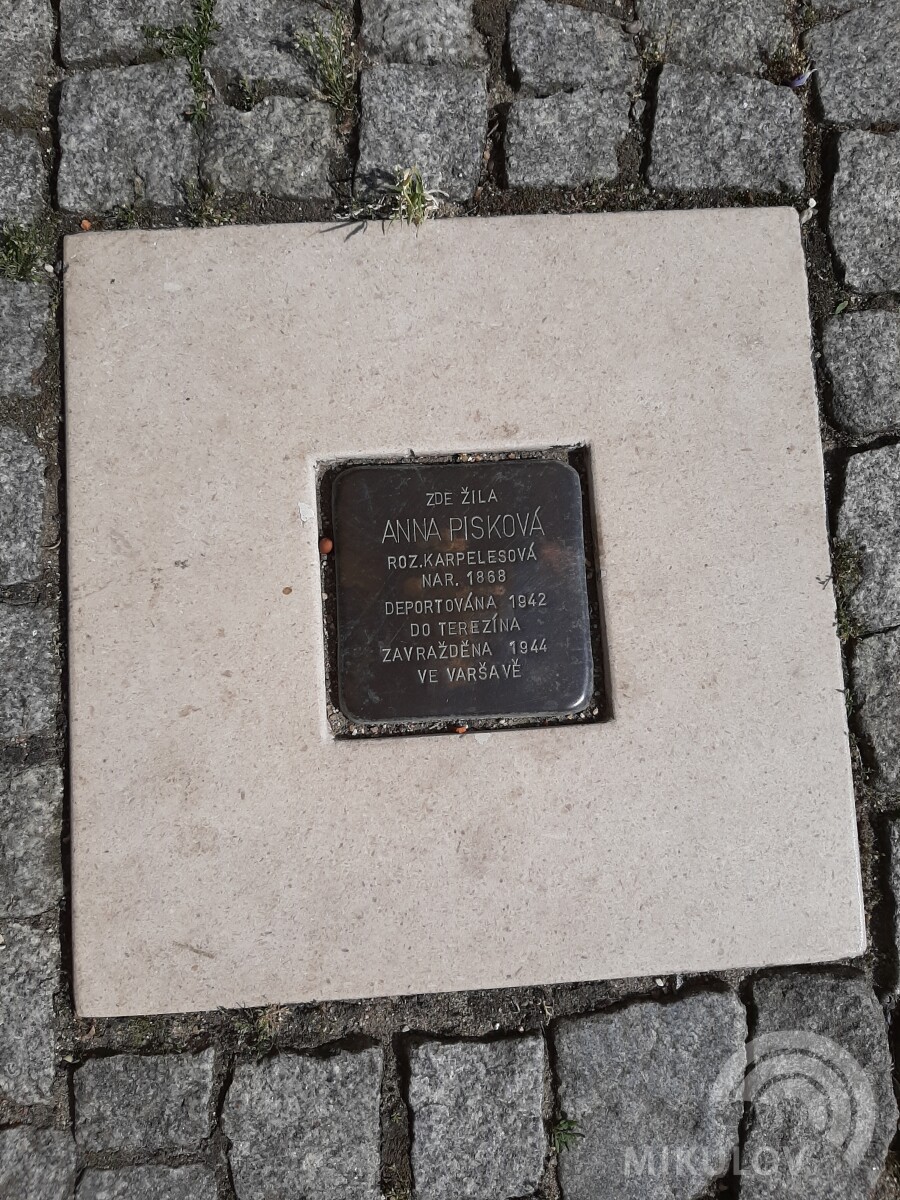 ZDE ŽILA
ANNA PISKOVÁ
ROZ. KARPELESOVÁ
NAR. 1868
DEPORTOVÁNA 1942
DO TEREZÍNA
ZAVRAŽDĚNA 1944
VE VARŠAVĚ
MIKULOV